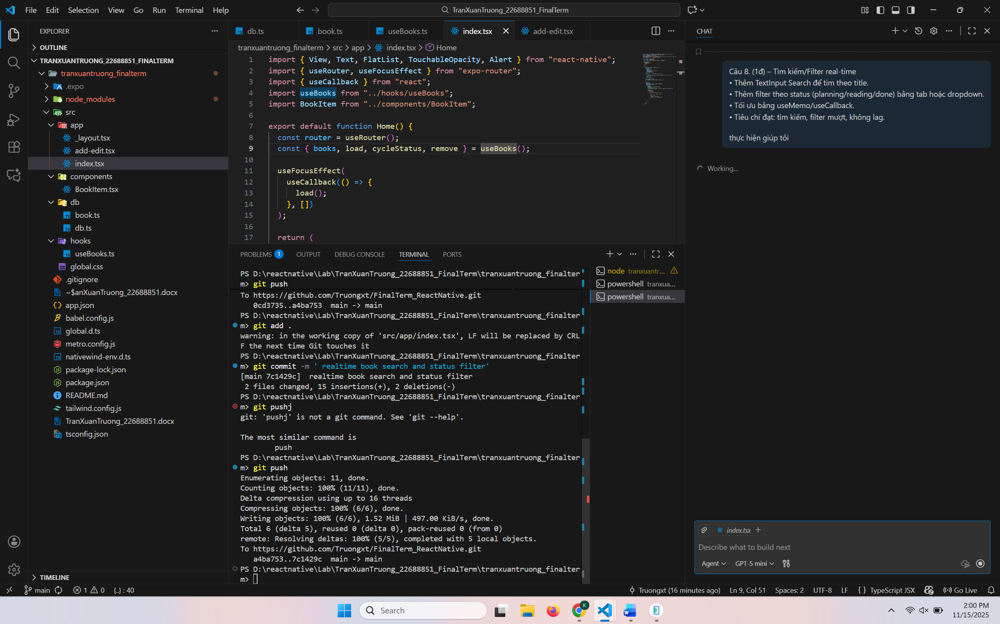 File Edit Selection View Go Run Terminal Help
TranXuanTruong_22688851_FinalTerm
EXPLORER
OUTLINE
TRANXUANTRUONG_22688851_FINALTERM
tranxuantruong_finalterm
.expo
node_modules
src
app
_layout.tsx
add-edit.tsx
index.tsx
components
BookItem.tsx
db
book.ts
db.ts
hooks
useBooks.ts
global.css
.gitignore
~$anXuanTruong_22688851.docx
app.json
babel.config.js
global.d.ts
metro.config.js
nativewind-env.d.ts
package-lock.json
package.json
README.md
tailwind.config.js
TranXuanTruong_22688851.docx
tsconfig.json
TIMELINE
db.ts book.ts useBooks.ts index.tsx add-edit.tsx
tranxuantruong_finalterm > src > app > index.tsx > Home
1 import { View, Text, FlatList, TouchableOpacity, Alert } from "react-native";
2 import { useRouter, useFocusEffect } from "expo-router";
3 import { useCallback } from "react";
4 import useBooks from "../hooks/useBooks";
5 import BookItem from "../components/BookItem";
6
7 export default function Home() {
8 const router = useRouter();
9 const { books, load, cycleStatus, remove } = useBooks();
10
11 useFocusEffect(
12 useCallback(() => {
13 load();
14 }, [])
15 );
16
17 return (
PROBLEMS 1 OUTPUT DEBUG CONSOLE TERMINAL PORTS
PS D:\reactnative\Lab\TranXuanTruong_22688851_FinalTerm\tranxuantruong_finalter
m> git push
To https://github.com/Truongxt/FinalTerm_ReactNative.git
0cd3735..a4ba753 main -> main
PS D:\reactnative\Lab\TranXuanTruong_22688851_FinalTerm\tranxuantruong_finalter
m> git add .
warning: in the working copy of 'src/app/index.tsx', LF will be replaced by CRL
F the next time Git touches it
PS D:\reactnative\Lab\TranXuanTruong_22688851_FinalTerm\tranxuantruong_finalter
m> git commit -m ' realtime book search and status filter'
[main 7c1429c]  realtime book search and status filter
2 files changed, 15 insertions(+), 2 deletions(-)
PS D:\reactnative\Lab\TranXuanTruong_22688851_FinalTerm\tranxuantruong_finalter
m> git pushj
git: 'pushj' is not a git command. See 'git --help'.
The most similar command is
push
PS D:\reactnative\Lab\TranXuanTruong_22688851_FinalTerm\tranxuantruong_finalter
m> git push
Enumerating objects: 11, done.
Counting objects: 100% (11/11), done.
Delta compression using up to 16 threads
Compressing objects: 100% (6/6), done.
Writing objects: 100% (6/6), 1.52 MiB | 497.00 KiB/s, done.
Total 6 (delta 5), reused 0 (delta 0), pack-reused 0 (from 0)
remote: Resolving deltas: 100% (5/5), completed with 5 local objects.
To https://github.com/Truongxt/FinalTerm_ReactNative.git
a4ba753..7c1429c main -> main
PS D:\reactnative\Lab\TranXuanTruong_22688851_FinalTerm\tranxuantruong_finalter
m>
node tranxuantr...
powershell tranxua...
powershell tranxua...
CHAT
Câu 8. (1đ) – Tìm kiếm/Filter real-time
• Thêm TextInput Search để tìm theo title.
• Thêm filter theo status (planning/reading/done) bằng tab hoặc dropdown.
• Tối ưu bằng useMemo/useCallback.
• Tiêu chí đạt: tìm kiếm, filter mượt, không lag.
thực hiện giúp tôi
Working...
index.tsx
Describe what to build next
Agent GPT-5 mini
main 1 0 {..} : 40
Truongxt (16 minutes ago) Ln 9, Col 51 Spaces: 2 UTF-8 LF { } TypeScript JSX Go Live
Search
K
2:00 PM
11/15/2025